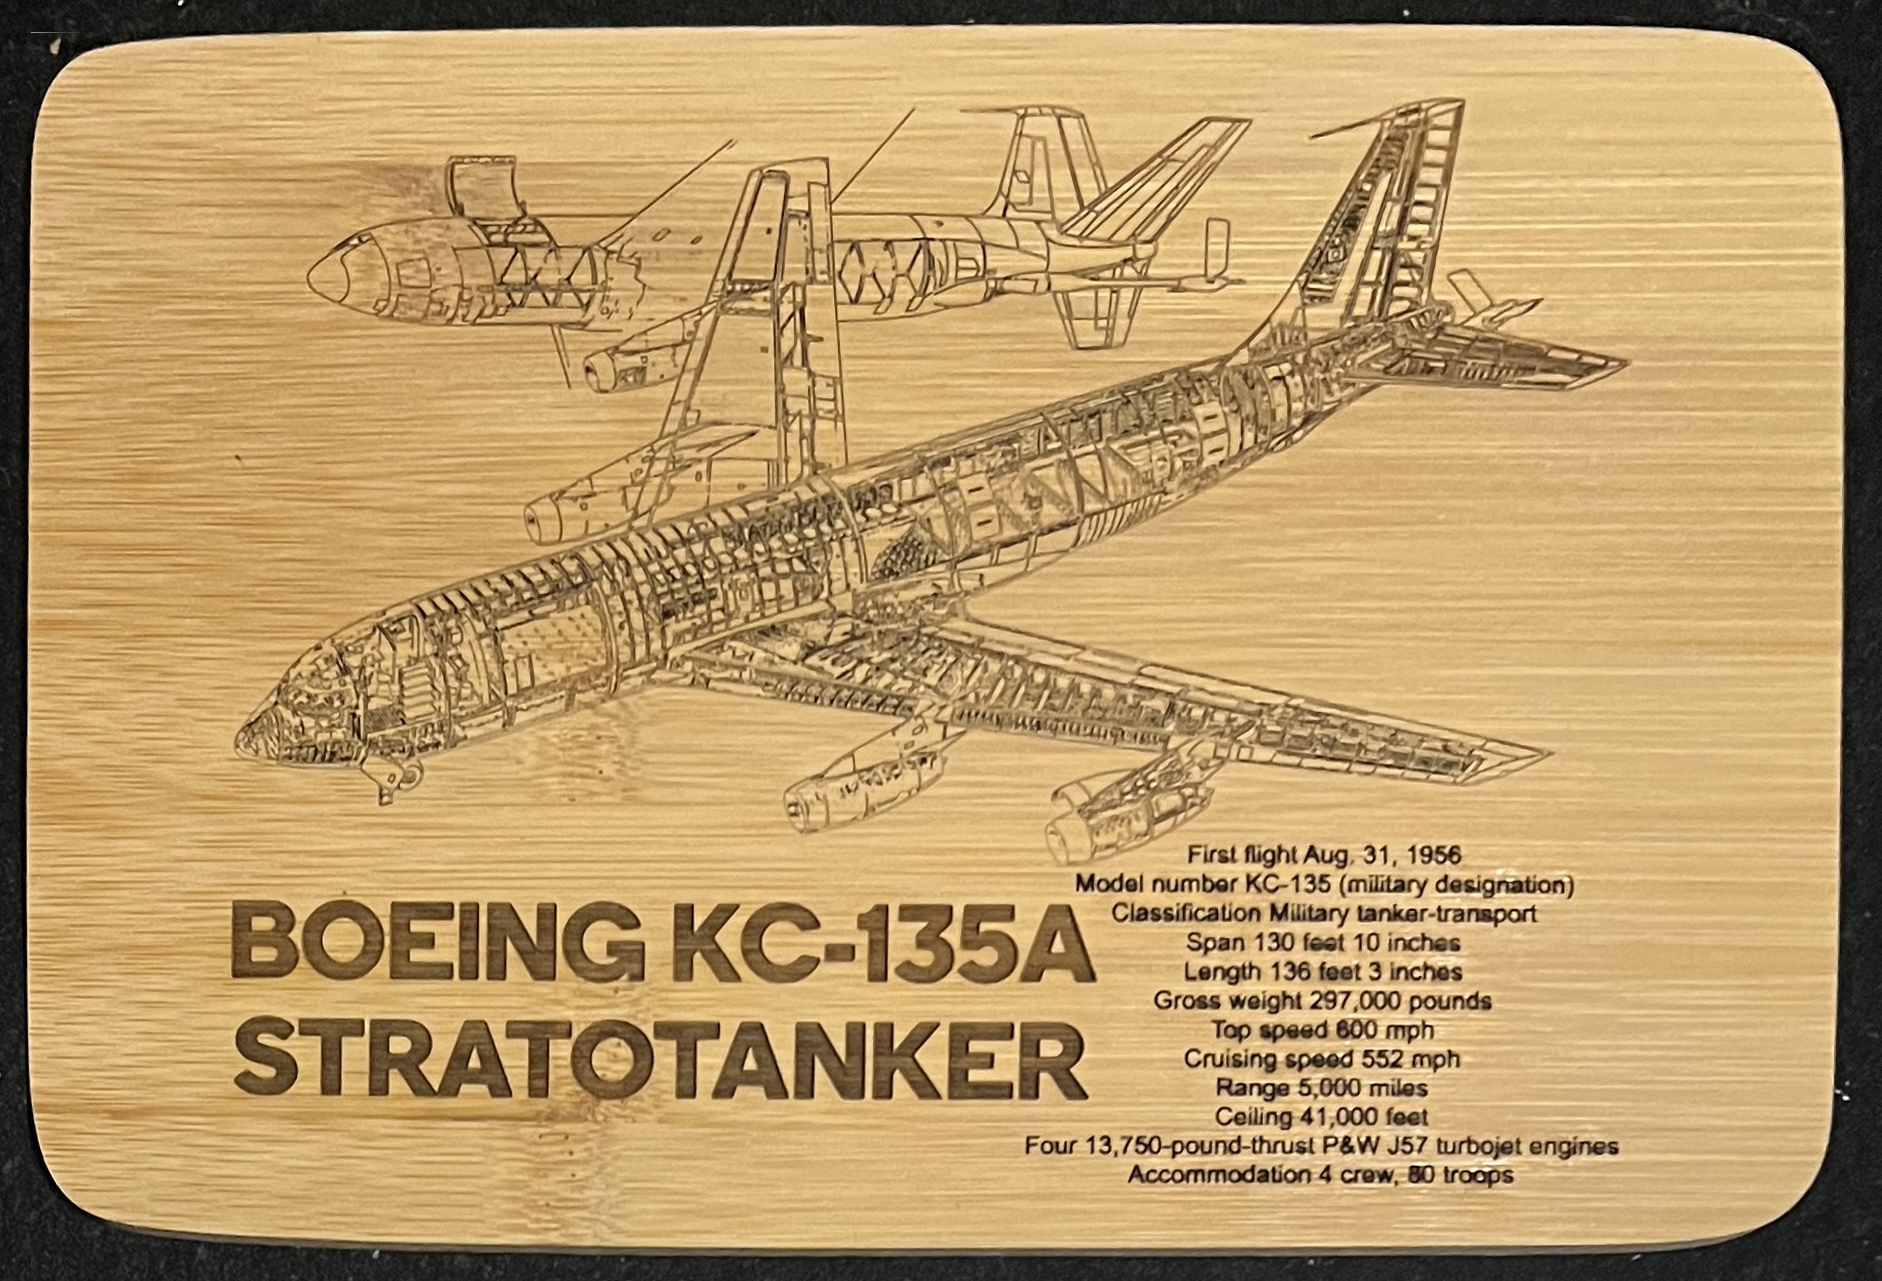 BOEING KC-135A
STRATOTANKER
First flight Aug. 31, 1956
Model number KC-135 (military designation)
Classification Military tanker-transport
Span 130 feet 10 inches
Length 136 feet 3 inches
Gross weight 297,000 pounds
Top speed 600 mph
Cruising speed 552 mph
Range 5,000 miles
Ceiling 41,000 feet
Four 13,750-pound-thrust P&W J57 turbojet engines
Accommodation 4 crew, 80 troops